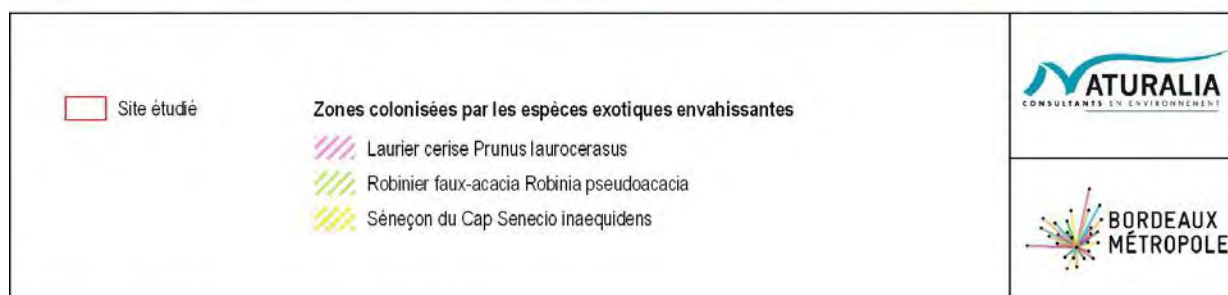 Site étudié
Zones colonisées par les espèces exotiques envahissantes
Laurier cerise Prunus laurocerasus
Robinier faux-acacia Robinia pseudoacacia
Séneçon du Cap Senecio inaequidens
NATURALIA
CONSULTANTS EN ENVIRONNEMENT
BORDEAUX
MÉTROPOLE